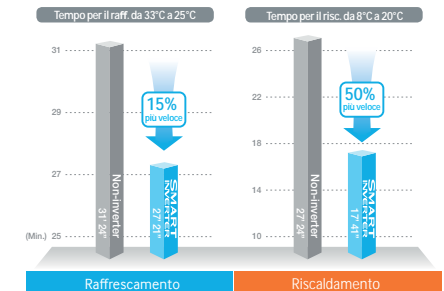 Tempo per il raff. da 33°C a 25°C
31
29
27
(Min.) 25
15%
più veloce
Non-inverter
31' 24"
SMART
INVERTER
27' 21"
Raffrescamento
Tempo per il risc. da 8°C a 20°C
26
22
18
14
10
50%
più veloce
Non-inverter
27' 24"
SMART
INVERTER
17' 41"
Riscaldamento